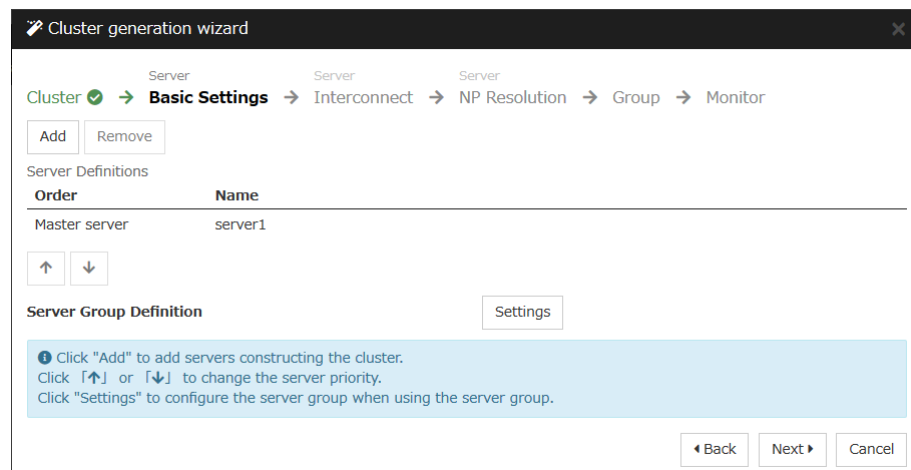 Cluster generation wizard
Server Server Server
Cluster → Basic Settings → Interconnect → NP Resolution → Group → Monitor
Add Remove
Server Definitions
Order Name
Master server server1
↑ ↓
Server Group Definition Settings
Click "Add" to add servers constructing the cluster.
Click 「↑」 or 「↓」 to change the server priority.
Click "Settings" to configure the server group when using the server group.
Back Next Cancel